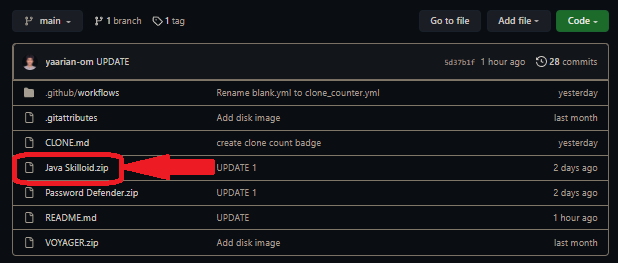 main 1 branch 1 tag Go to file Add file Code
yaarian-om UPDATE 5d37b1f 1 hour ago 28 commits
.github/workflows Rename blank.yml to clone_counter.yml yesterday
.gitattributes Add disk image last month
CLONE.md create clone count badge yesterday
Java Skilloid.zip UPDATE 1 2 days ago
Password Defender.zip UPDATE 1 2 days ago
README.md UPDATE 1 hour ago
VOYAGER.zip Add disk image last month